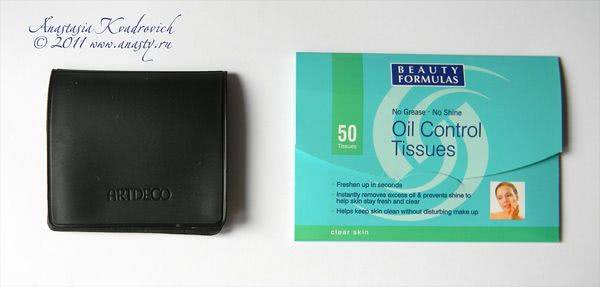 Anastasia Kvadrovich
© 2011 www.anasty.ru
ARTDECO
BEAUTY
FORMULAS
No Grease - No Shine
50
Tissues
Oil Control
Tissues
Freshen up in seconds
Instantly removes excess oil & prevents shine to
help skin stay fresh and clear
Helps keep skin clean without disturbing make up
clear skin